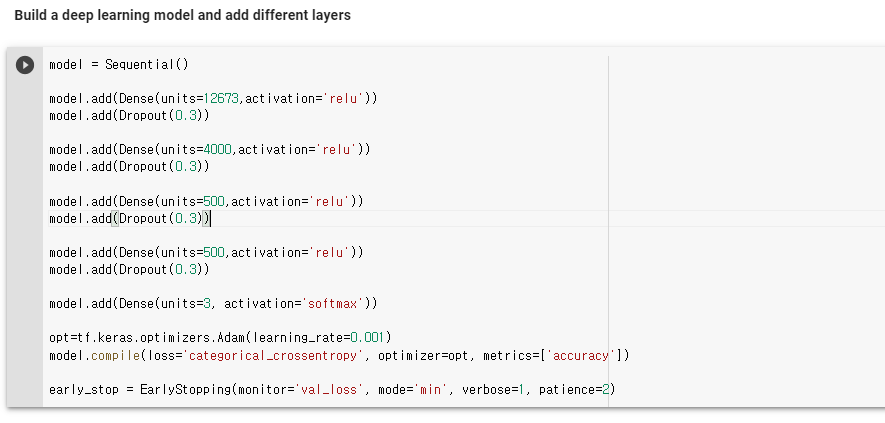 Build a deep learning model and add different layers
model = Sequential()
model.add(Dense(units=12673,activation='relu'))
model.add(Dropout(0.3))
model.add(Dense(units=4000,activation='relu'))
model.add(Dropout(0.3))
model.add(Dense(units=500,activation='relu'))
model.add(Dropout(0.3))
model.add(Dense(units=500,activation='relu'))
model.add(Dropout(0.3))
model.add(Dense(units=3, activation='softmax'))
opt=tf.keras.optimizers.Adam(learning_rate=0.001)
model.compile(loss='categorical_crossentropy', optimizer=opt, metrics=['accuracy'])
early_stop = EarlyStopping(monitor='val_loss', mode='min', verbose=1, patience=2)